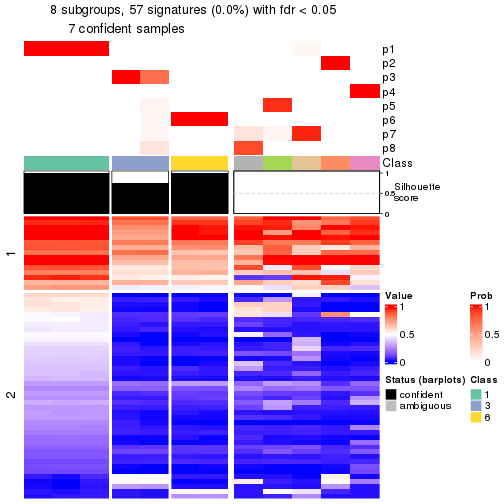 8 subgroups, 57 signatures (0.0%) with fdr < 0.05
7 confident samples
p1
p2
p3
p4
p5
p6
p7
p8
Class
1
0.5
0
Silhouette
score
1
2
Value
1
0.5
0
Prob
1
0.5
0
Status (barplots)
confident
ambiguous
Class
1
3
6